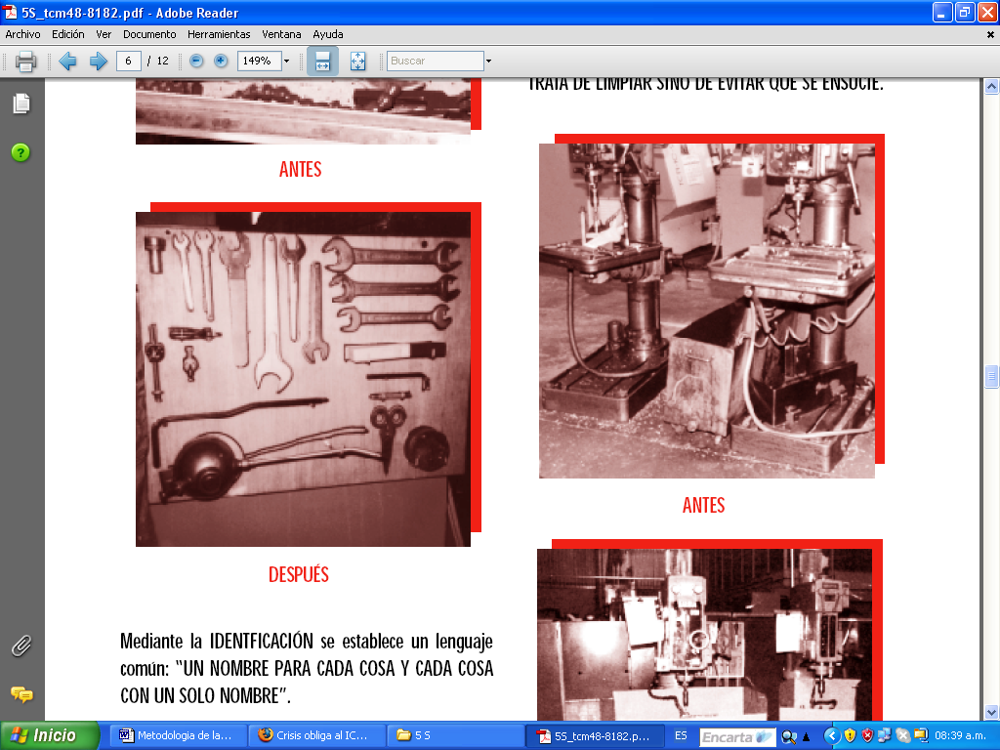 5S_tcm48-8182.pdf - Adobe Reader
Archivo Edición Ver Documento Herramientas Ventana Ayuda
6 / 12 149% Buscar
ANTES
DESPUÉS
Mediante la IDENTFICACIÓN se establece un lenguaje
común: “UN NOMBRE PARA CADA COSA Y CADA COSA
CON UN SOLO NOMBRE”.
TRATA DE LIMPIAR SINO DE EVITAR QUE SE ENSUCIE.
ANTES
Inicio Metodologia de la... Crisis obliga al IC... 5 S 5S_tcm48-8182.p... ES Encarta 08:39 a.m.